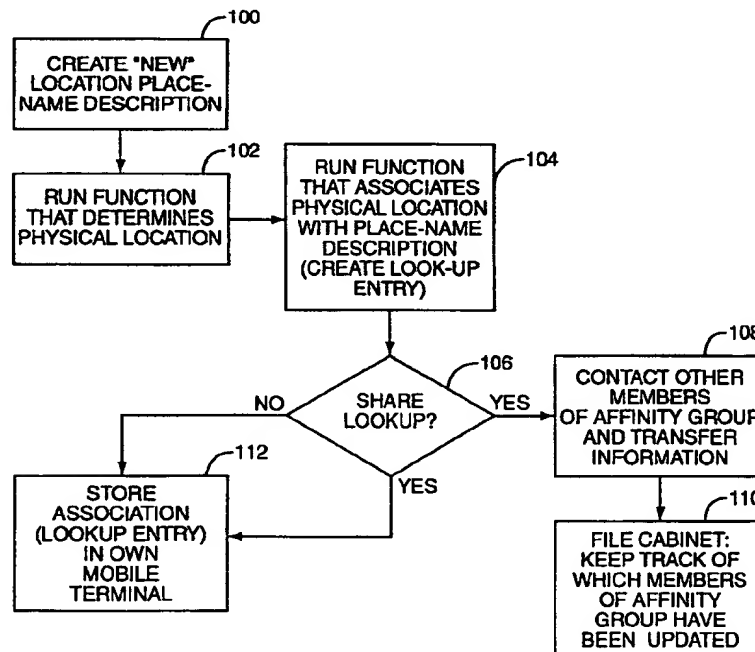 100
CREATE "NEW"
LOCATION PLACE-
NAME DESCRIPTION
102
RUN FUNCTION
THAT DETERMINES
PHYSICAL LOCATION
104
RUN FUNCTION
THAT ASSOCIATES
PHYSICAL LOCATION
WITH PLACE-NAME
DESCRIPTION
(CREATE LOOK-UP
ENTRY)
106
SHARE
LOOKUP?
NO
YES
YES
108
CONTACT OTHER
MEMBERS
OF AFFINITY GROUP
AND TRANSFER
INFORMATION
110
FILE CABINET:
KEEP TRACK OF
WHICH MEMBERS
OF AFFINITY
GROUP HAVE
BEEN UPDATED
112
STORE
ASSOCIATION
(LOOKUP ENTRY)
IN OWN
MOBILE
TERMINAL